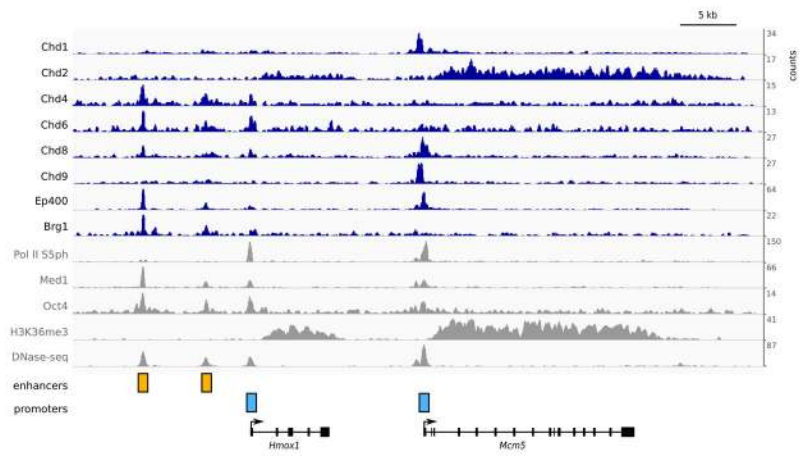 5 kb
34
counts
Chd1
17
Chd2
15
Chd4
13
Chd6
27
Chd8
27
Chd9
64
Ep400
22
Brg1
150
Pol II S5ph
66
Med1
14
Oct4
41
H3K36me3
87
DNase-seq
enhancers
promoters
Hmox1
Mcm5